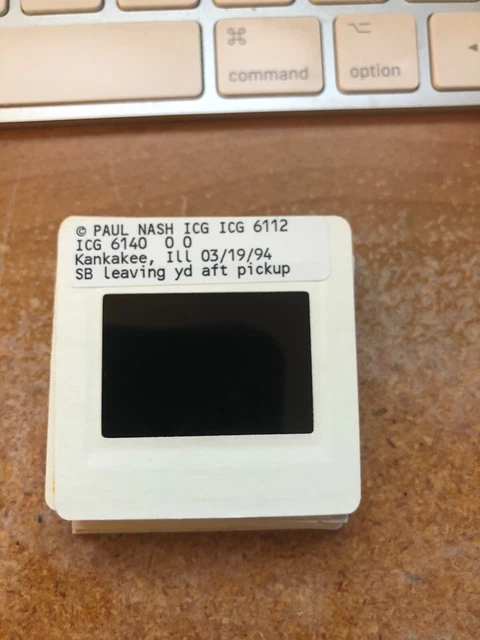 ⌘
command
⌥
option
◄
© PAUL NASH ICG ICG 6112
ICG 6140 0 0
Kankakee, Ill 03/19/94
SB leaving yd aft pickup